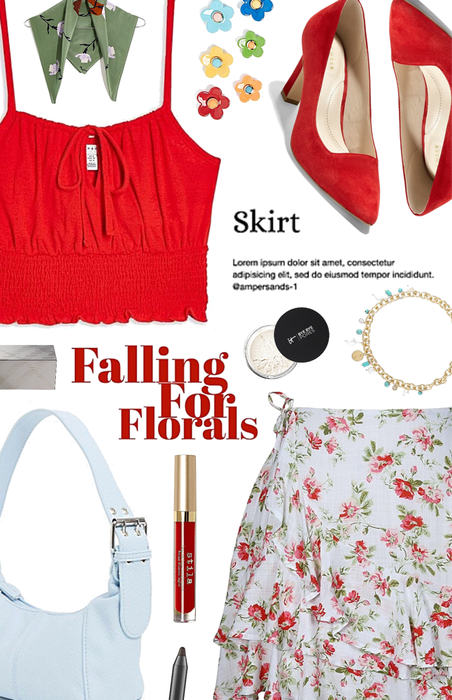 Skirt
Lorem ipsum dolor sit amet, consectetur
adipisicing elit, sed do eiusmod tempor incididunt.
@ampersands-1
Falling
For
Florals
stila